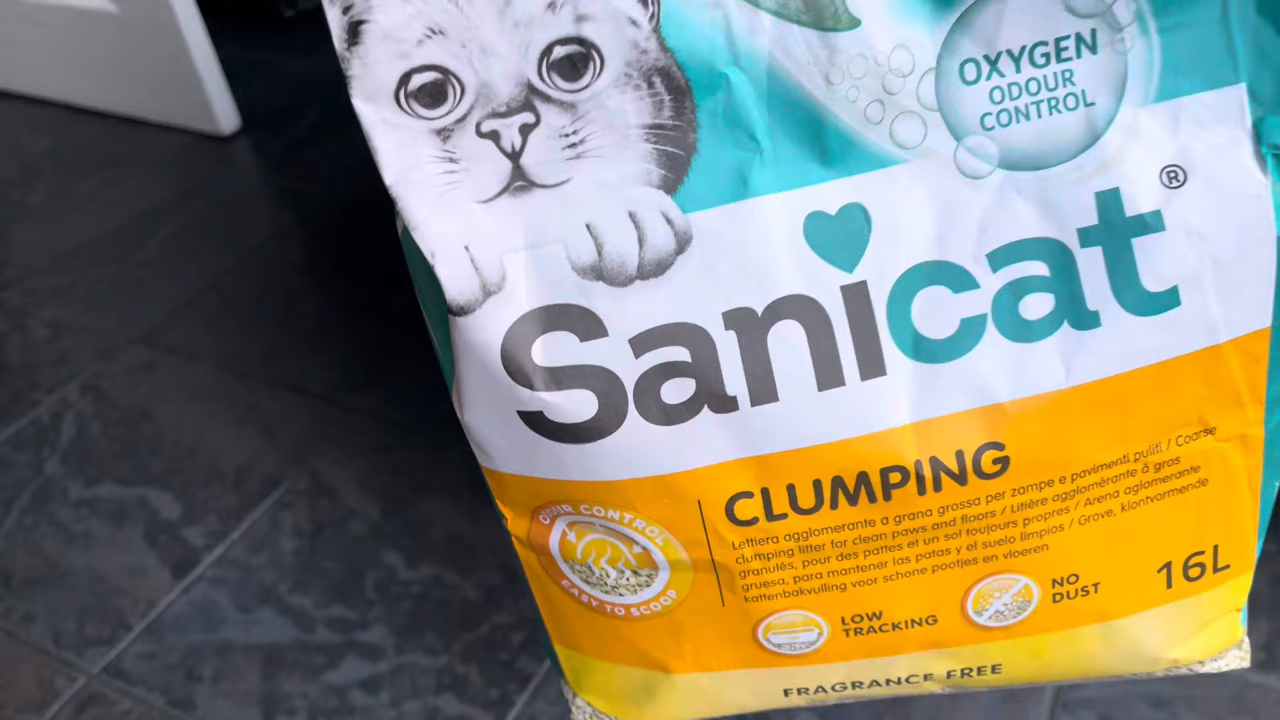 OXYGEN
ODOUR
CONTROL
Sanicat®
CLUMPING
Lettiera agglomerante a grana grossa per zampe e pavimenti puliti / Coarse
clumping litter for clean paws and floors / Litière agglomérante à gros
granulés, pour des pattes et un sol toujours propres / Arena aglomerante
gruesa, para mantener las patas y el suelo limpios / Grove, klontvormende
kattenbakvulling voor schone pootjes en vloeren
ODOUR CONTROL
EASY TO SCOOP
LOW
TRACKING
NO
DUST
16L
FRAGRANCE FREE